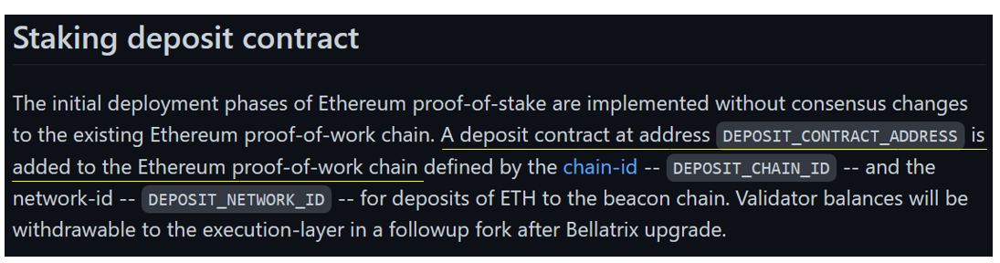 Staking deposit contract
The initial deployment phases of Ethereum proof-of-stake are implemented without consensus changes
to the existing Ethereum proof-of-work chain. A deposit contract at address DEPOSIT_CONTRACT_ADDRESS is
added to the Ethereum proof-of-work chain defined by the chain-id -- DEPOSIT_CHAIN_ID -- and the
network-id -- DEPOSIT_NETWORK_ID -- for deposits of ETH to the beacon chain. Validator balances will be
withdrawable to the execution-layer in a followup fork after Bellatrix upgrade.